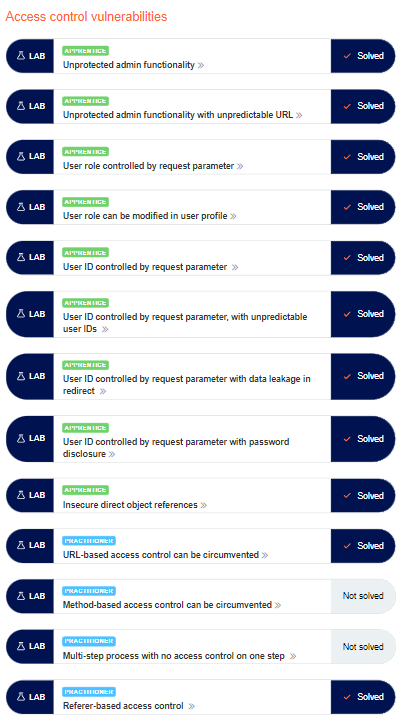 Access control vulnerabilities
LAB
APPRENTICE
Unprotected admin functionality »
Solved
LAB
APPRENTICE
Unprotected admin functionality with unpredictable URL »
Solved
LAB
APPRENTICE
User role controlled by request parameter »
Solved
LAB
APPRENTICE
User role can be modified in user profile »
Solved
LAB
APPRENTICE
User ID controlled by request parameter »
Solved
LAB
APPRENTICE
User ID controlled by request parameter, with unpredictable
user IDs »
Solved
LAB
APPRENTICE
User ID controlled by request parameter with data leakage in
redirect »
Solved
LAB
APPRENTICE
User ID controlled by request parameter with password
disclosure »
Solved
LAB
APPRENTICE
Insecure direct object references »
Solved
LAB
PRACTITIONER
URL-based access control can be circumvented »
Solved
LAB
PRACTITIONER
Method-based access control can be circumvented »
Not solved
LAB
PRACTITIONER
Multi-step process with no access control on one step »
Not solved
LAB
PRACTITIONER
Referer-based access control »
Solved